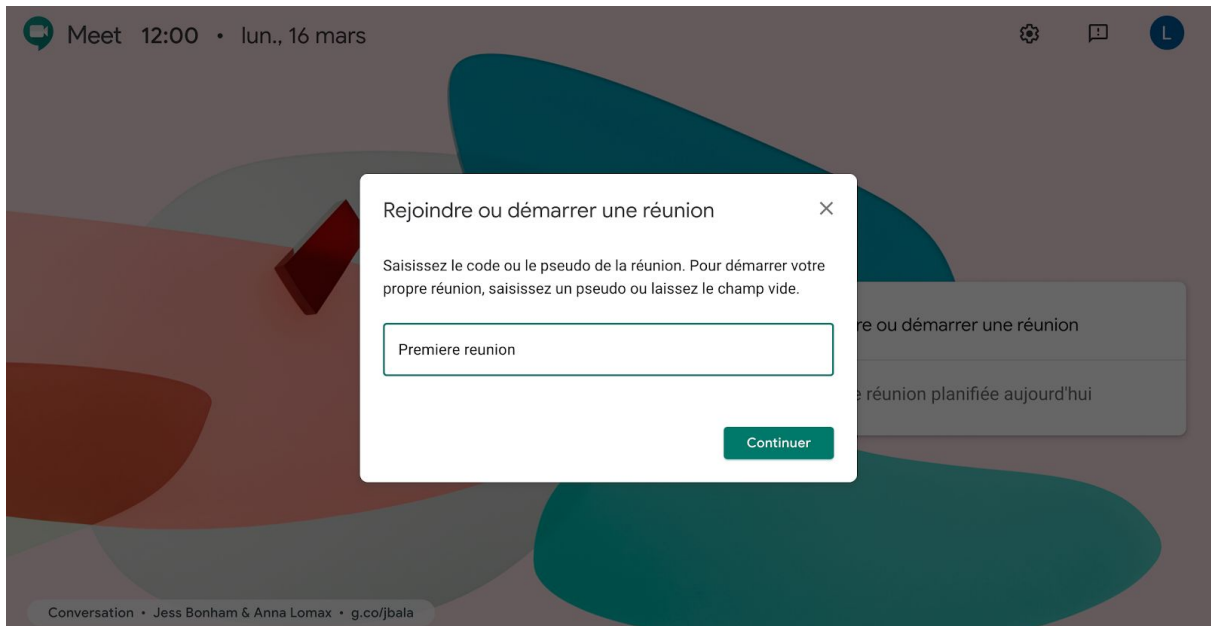 Meet 12:00 • lun., 16 mars
L
Rejoindre ou démarrer une réunion
Saisissez le code ou le pseudo de la réunion. Pour démarrer votre
propre réunion, saisissez un pseudo ou laissez le champ vide.
Premiere reunion
Continuer
re ou démarrer une réunion
e réunion planifiée aujourd'hui
Conversation • Jess Bonham & Anna Lomax • g.co/jbala